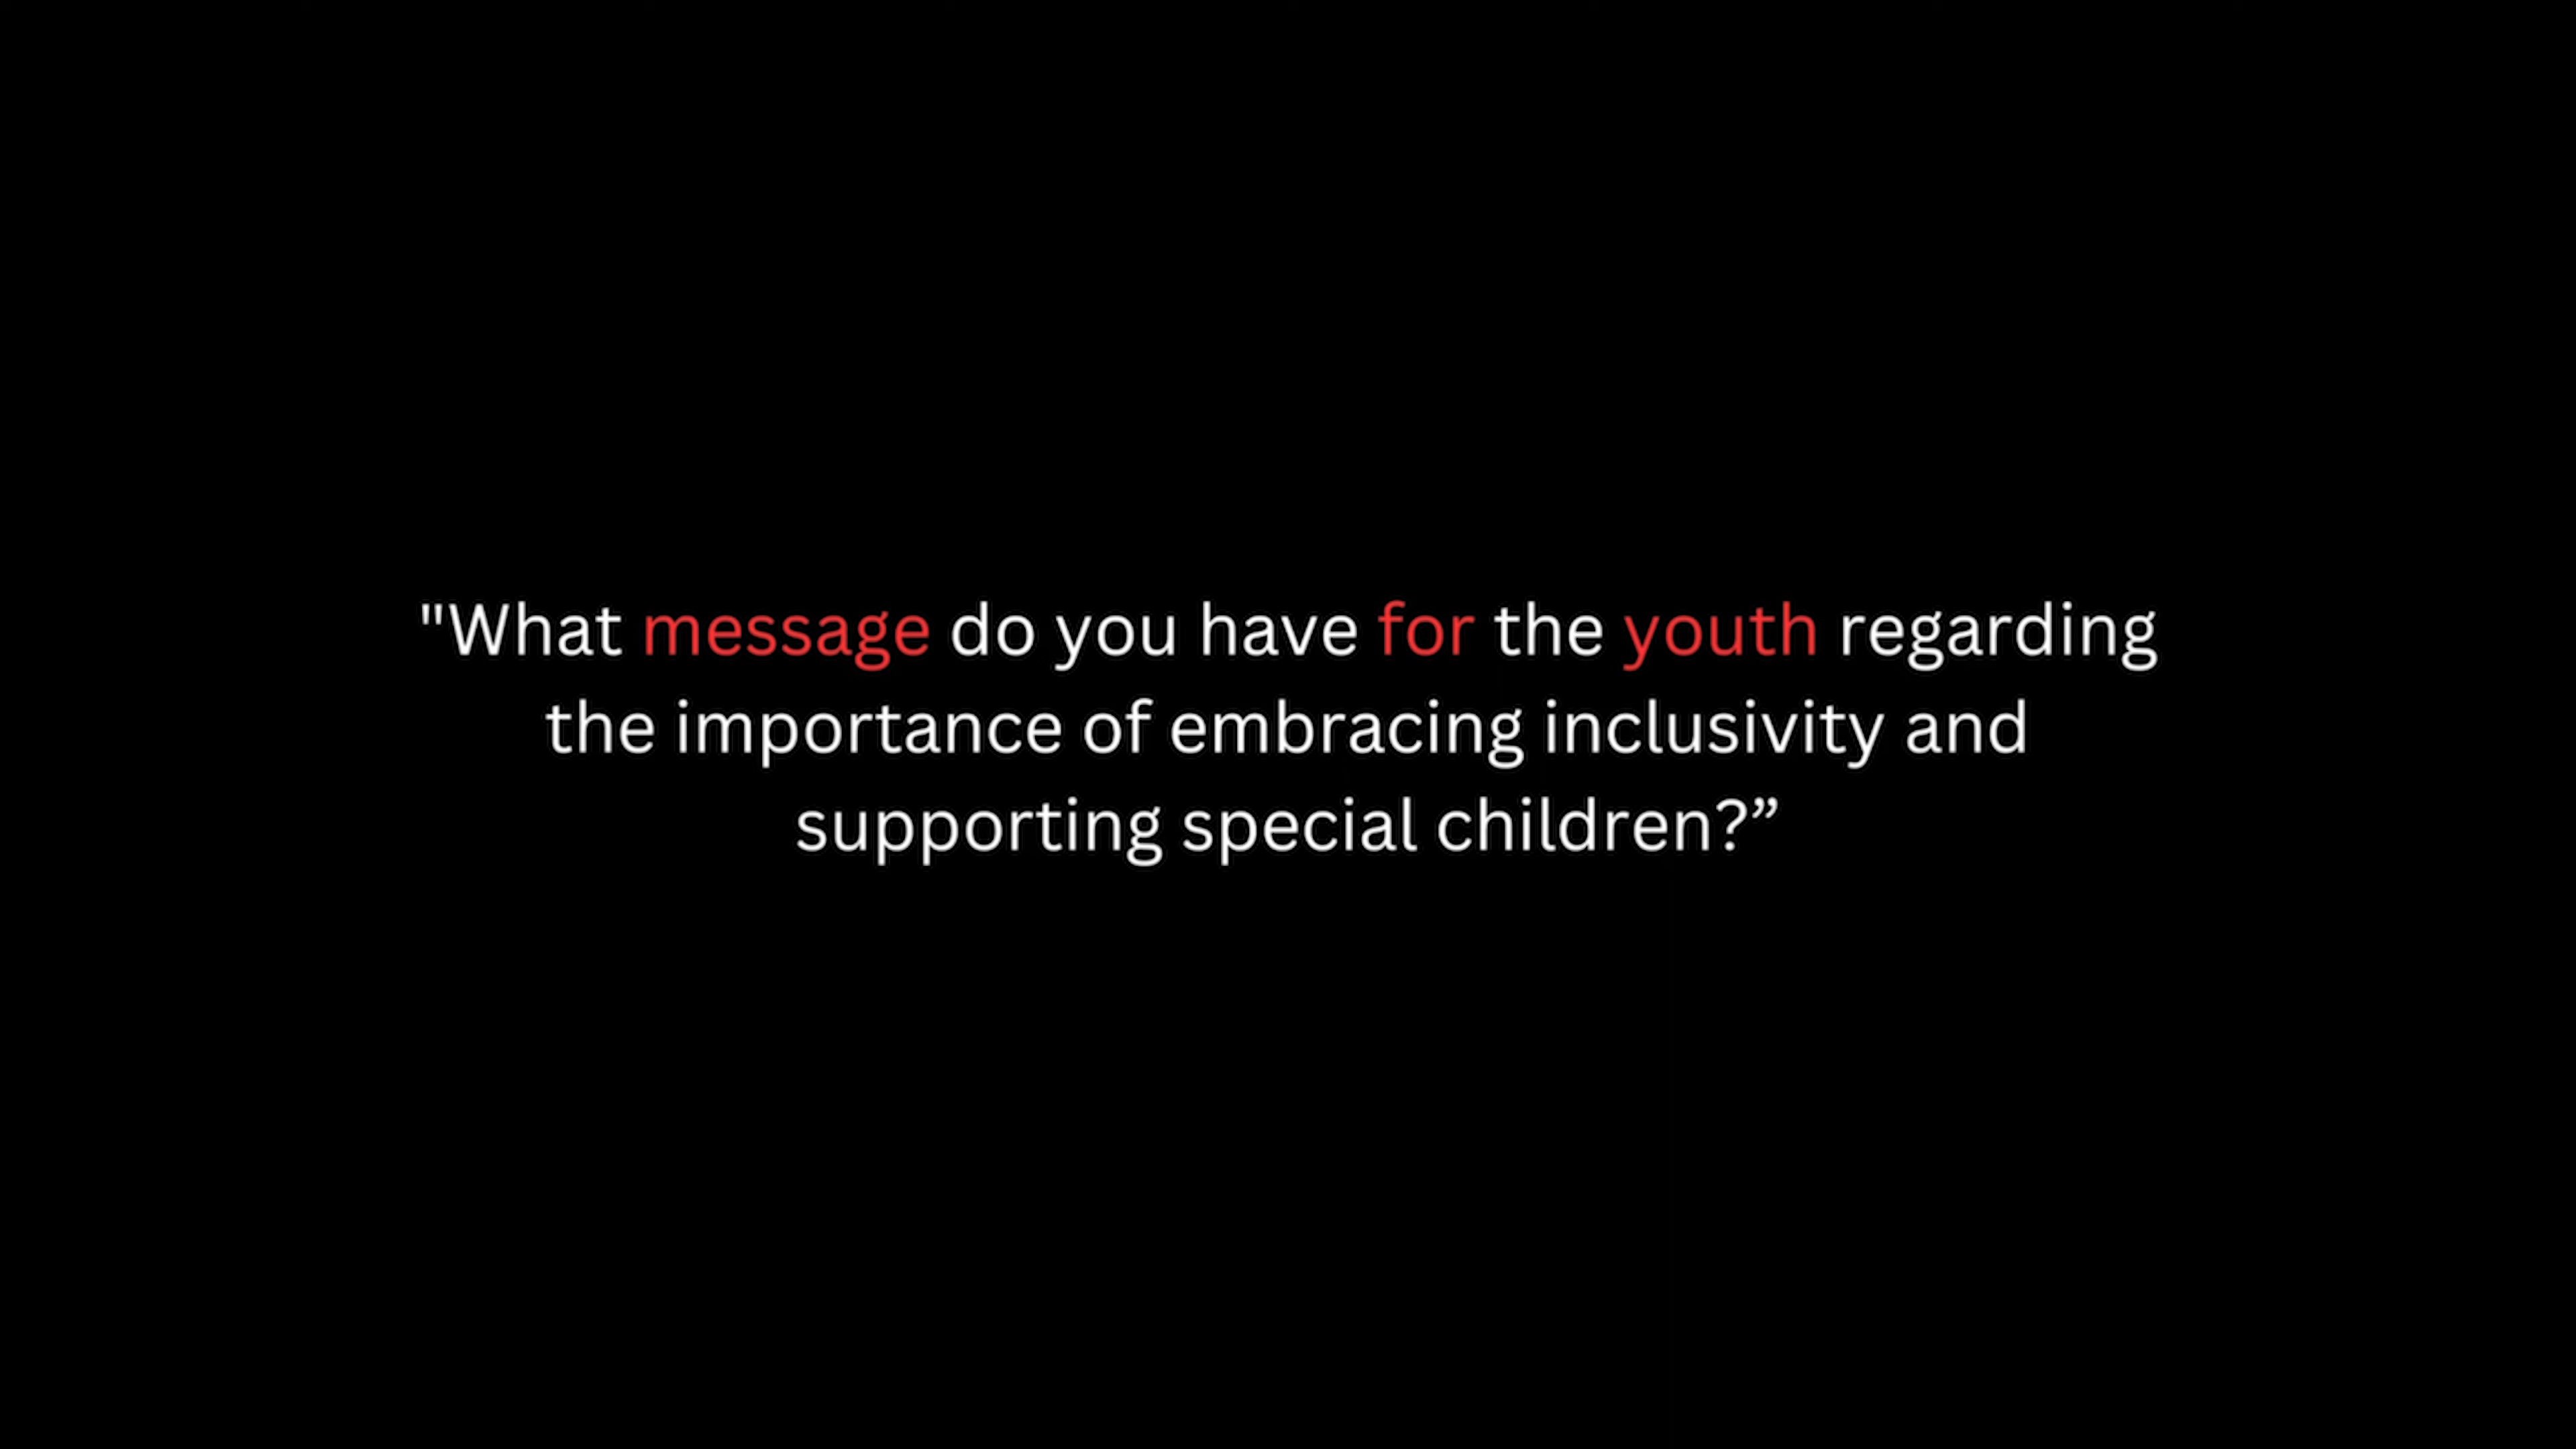 "What message do you have for the youth regarding
the importance of embracing inclusivity and
supporting special children?”